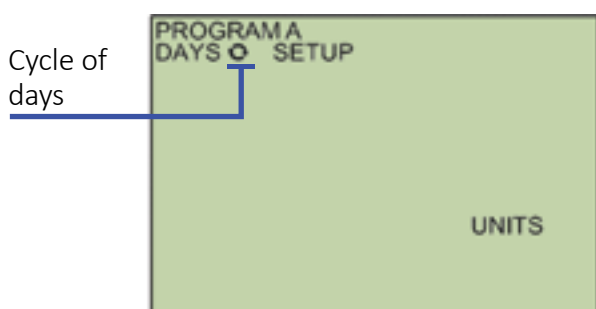 Cycle of
days
PROGRAM A
DAYS SETUP
UNITS